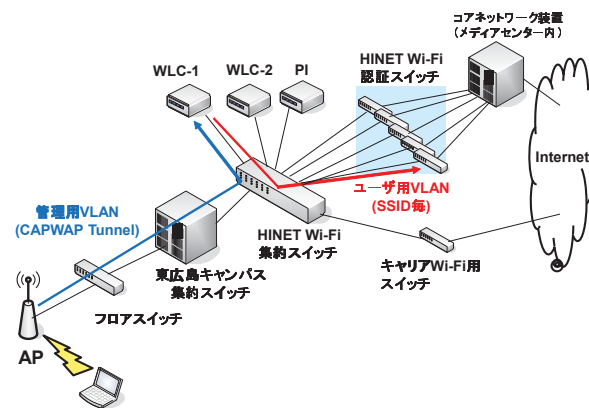 コアネットワーク装置
(メディアセンター内)
HINET Wi-Fi
認証スイッチ
WLC-1
WLC-2
PI
Internet
ユーザ用VLAN
(SSID毎)
管理用VLAN
(CAPWAP Tunnel)
HINET Wi-Fi
集約スイッチ
キャリアWi-Fi用
スイッチ
東広島キャンパス
集約スイッチ
フロアスイッチ
AP